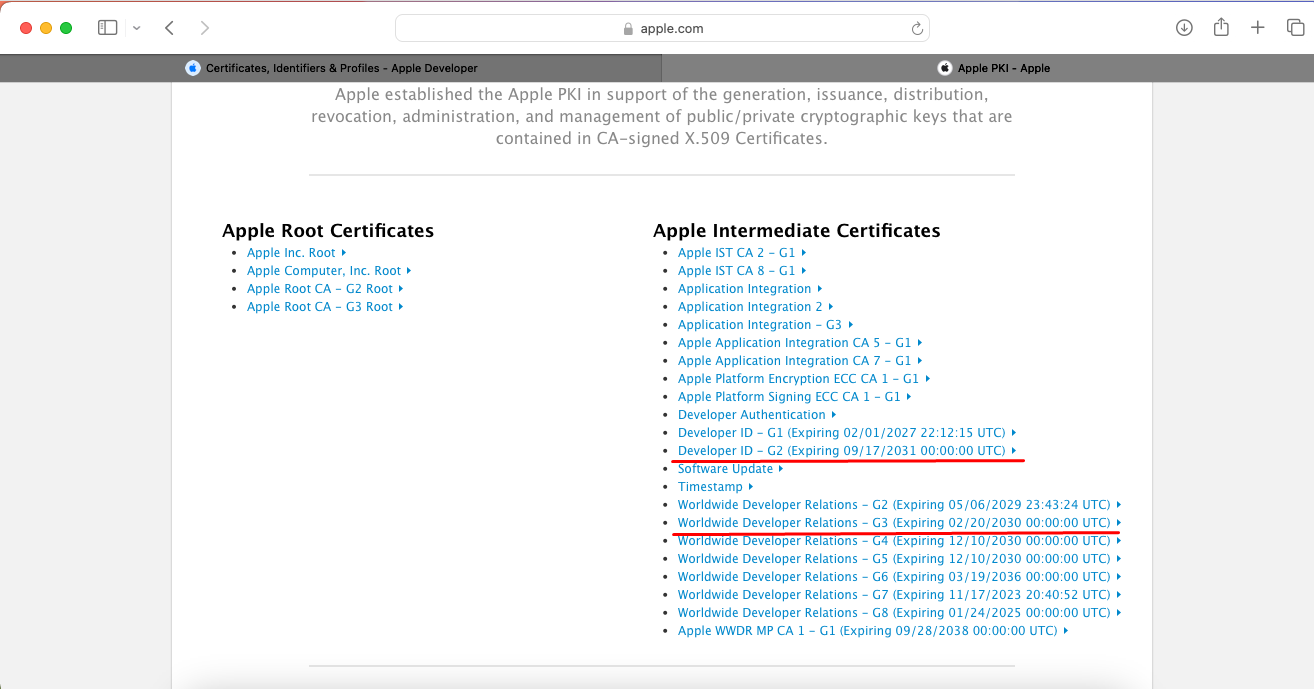 apple.com
Certificates, Identifiers & Profiles - Apple Developer
Apple PKI - Apple
Apple established the Apple PKI in support of the generation, issuance, distribution,
revocation, administration, and management of public/private cryptographic keys that are
contained in CA-signed X.509 Certificates.
Apple Root Certificates
Apple Inc. Root
Apple Computer, Inc. Root
Apple Root CA - G2 Root
Apple Root CA - G3 Root
Apple Intermediate Certificates
Apple IST CA 2 - G1
Apple IST CA 8 - G1
Application Integration
Application Integration 2
Application Integration - G3
Apple Application Integration CA 5 - G1
Apple Application Integration CA 7 - G1
Apple Platform Encryption ECC CA 1 - G1
Apple Platform Signing ECC CA 1 - G1
Developer Authentication
Developer ID - G1 (Expiring 02/01/2027 22:12:15 UTC)
Developer ID - G2 (Expiring 09/17/2031 00:00:00 UTC)
Software Update
Timestamp
Worldwide Developer Relations - G2 (Expiring 05/06/2029 23:43:24 UTC)
Worldwide Developer Relations - G3 (Expiring 02/20/2030 00:00:00 UTC)
Worldwide Developer Relations - G4 (Expiring 12/10/2030 00:00:00 UTC)
Worldwide Developer Relations - G5 (Expiring 12/10/2030 00:00:00 UTC)
Worldwide Developer Relations - G6 (Expiring 03/19/2036 00:00:00 UTC)
Worldwide Developer Relations - G7 (Expiring 11/17/2023 20:40:52 UTC)
Worldwide Developer Relations - G8 (Expiring 01/24/2025 00:00:00 UTC)
Apple WWDR MP CA 1 - G1 (Expiring 09/28/2038 00:00:00 UTC)